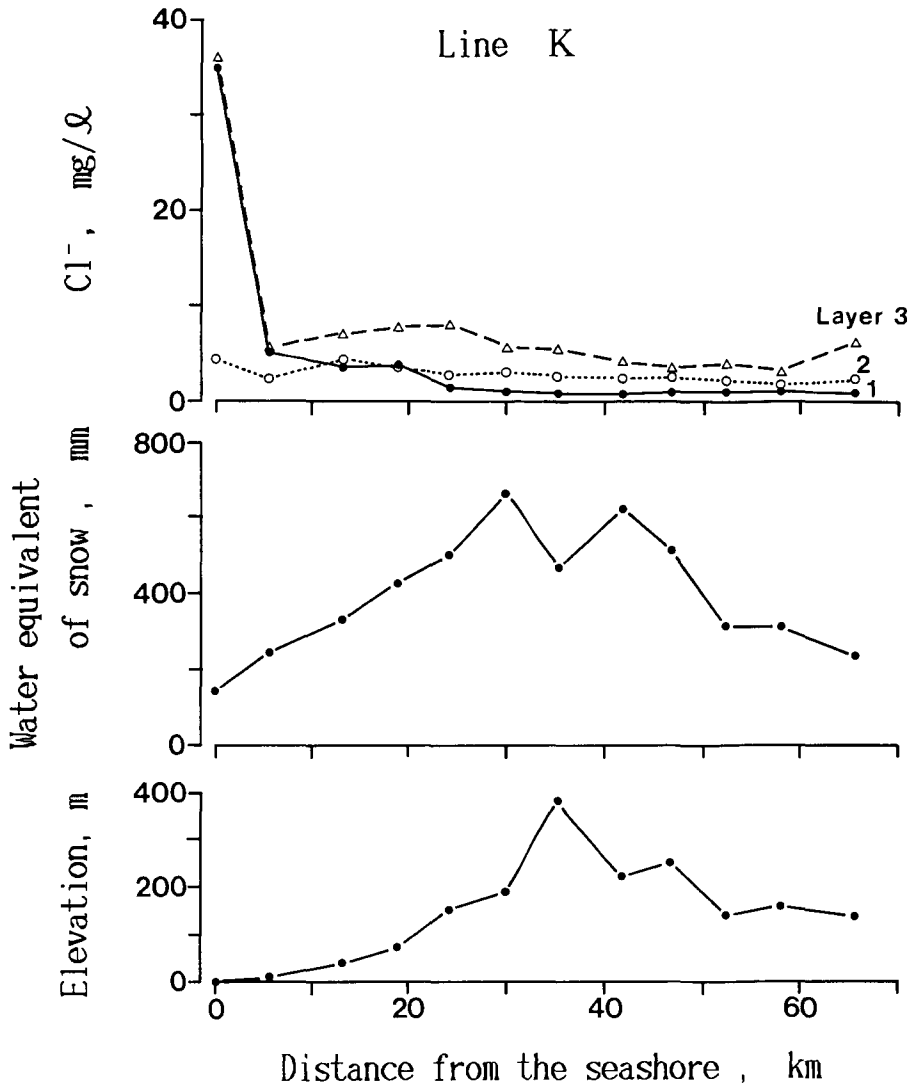 Line K
40
20
0
Cl⁻, mg/ℓ
Layer 3
2
1
800
400
0
Water equivalent
of snow, mm
400
200
0
Elevation, m
0 20 40 60
Distance from the seashore, km